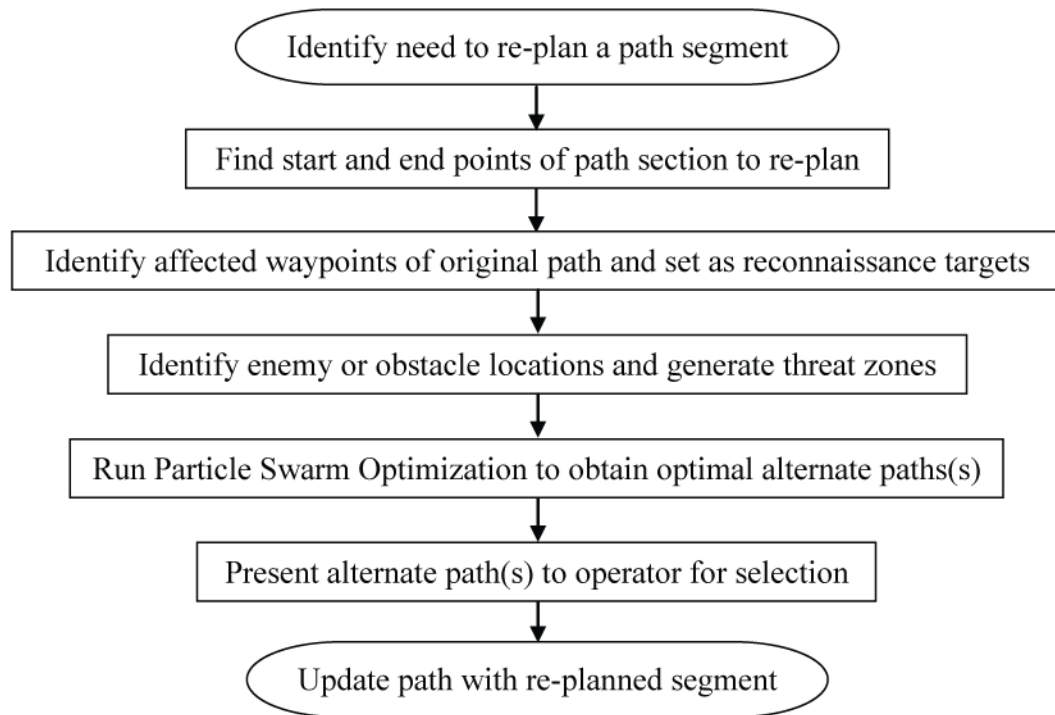 Identify need to re-plan a path segment
Find start and end points of path section to re-plan
Identify affected waypoints of original path and set as reconnaissance targets
Identify enemy or obstacle locations and generate threat zones
Run Particle Swarm Optimization to obtain optimal alternate paths(s)
Present alternate path(s) to operator for selection
Update path with re-planned segment